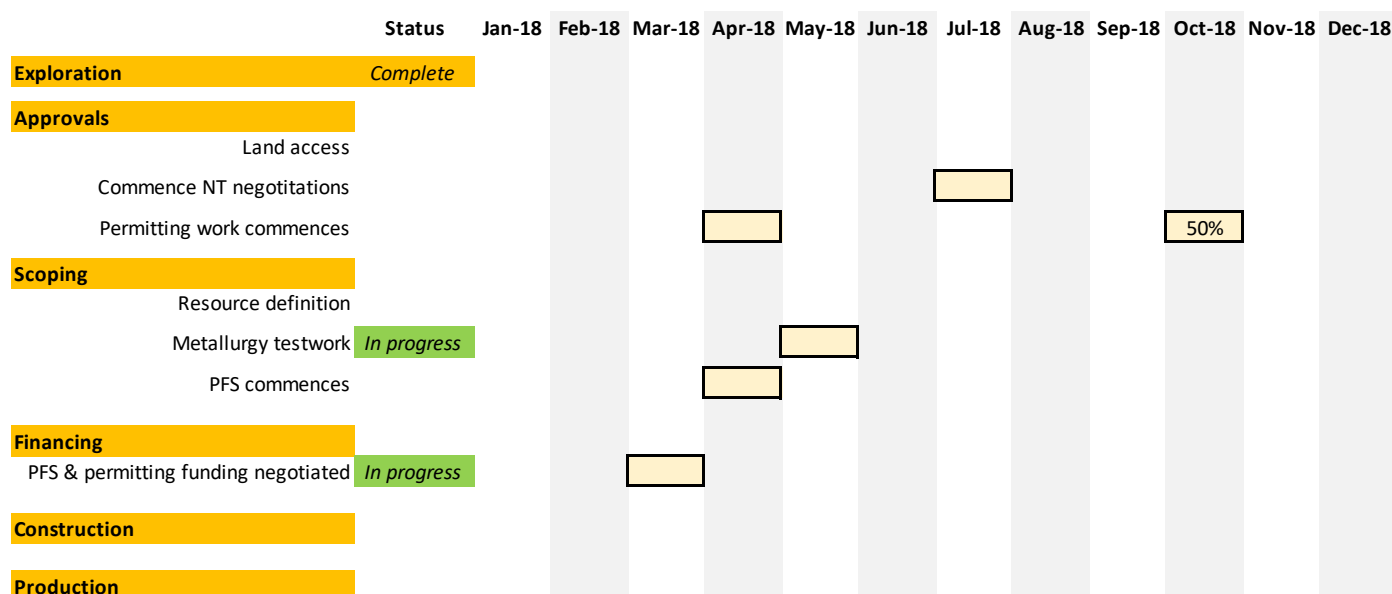 Status Jan-18 Feb-18 Mar-18 Apr-18 May-18 Jun-18 Jul-18 Aug-18 Sep-18 Oct-18 Nov-18 Dec-18
Exploration Complete
Approvals
Land access
Commence NT negotitations
Permitting work commences 50%
Scoping
Resource definition
Metallurgy testwork In progress
PFS commences
Financing
PFS & permitting funding negotiated In progress
Construction
Production